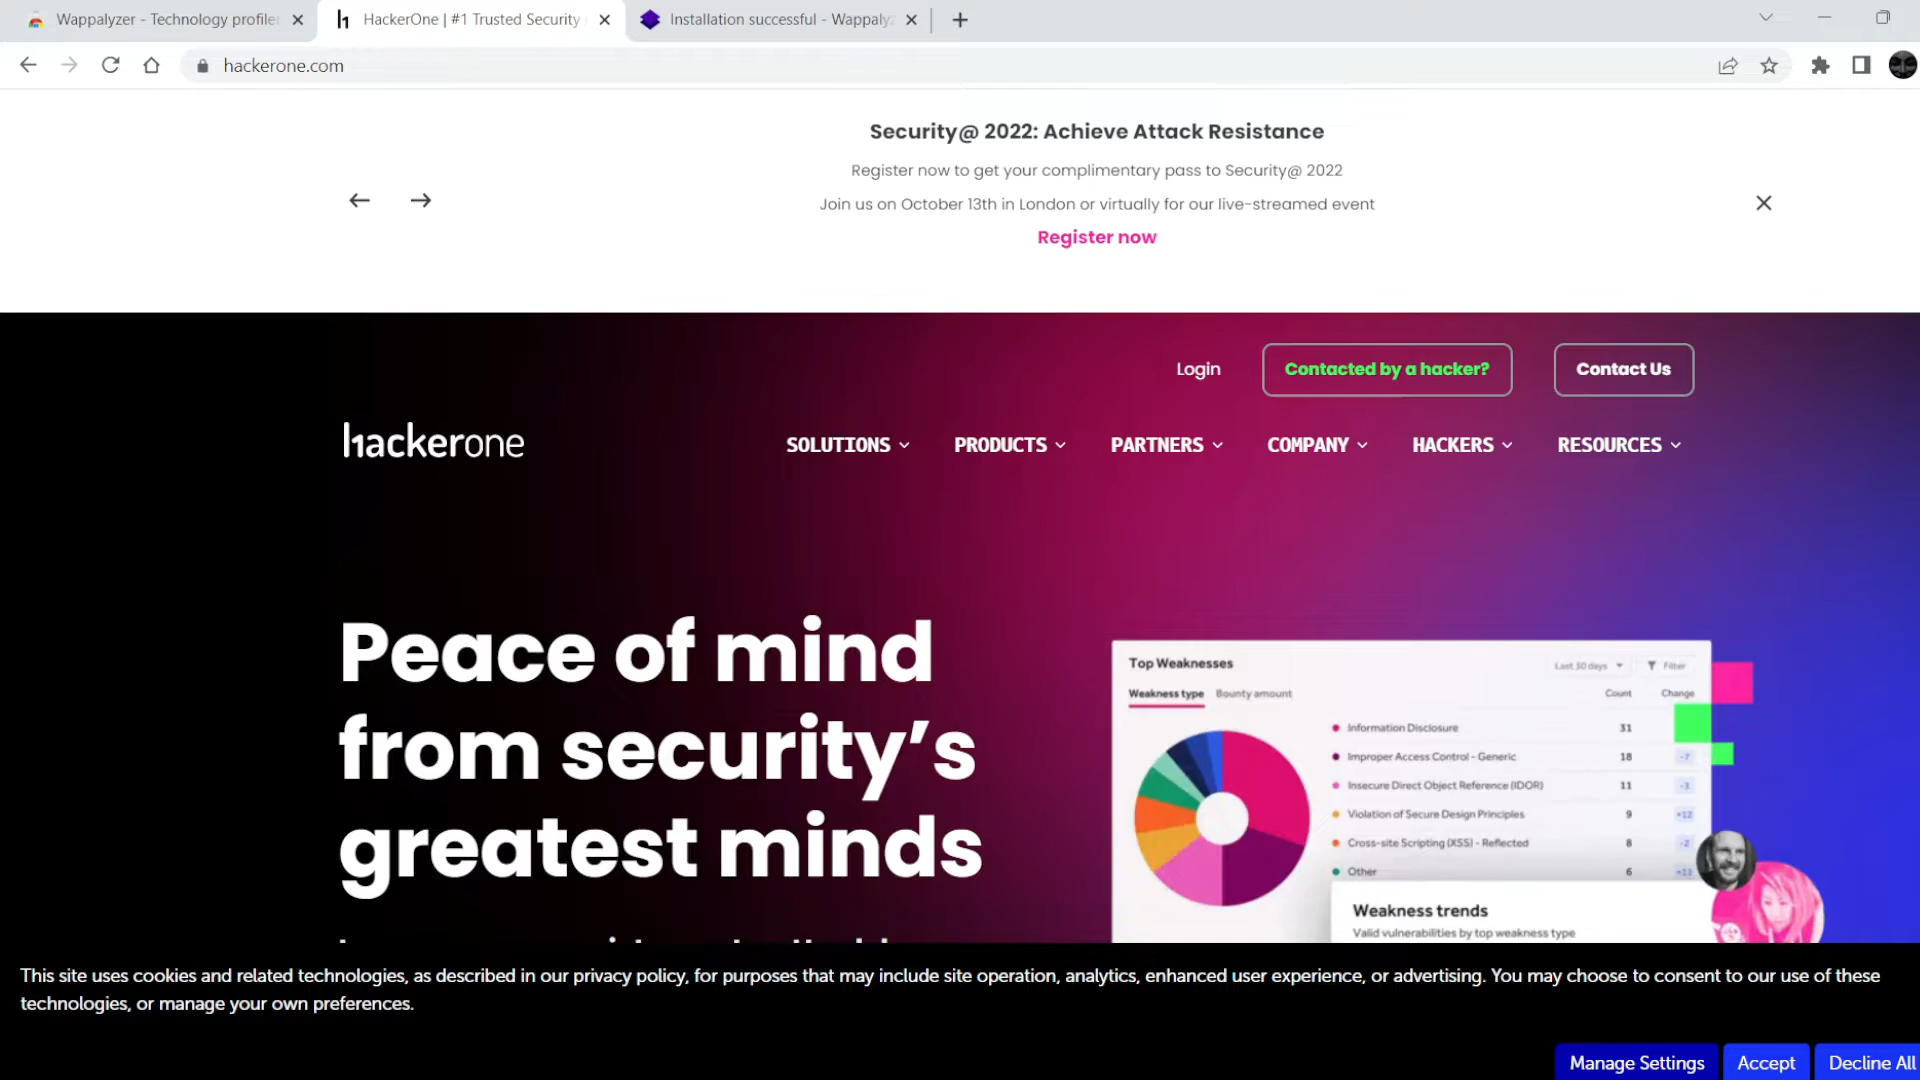 Wappalyzer - Technology profile
HackerOne | #1 Trusted Security
Installation successful - Wappaly
hackerone.com
Security@ 2022: Achieve Attack Resistance
Register now to get your complimentary pass to Security@ 2022
Join us on October 13th in London or virtually for our live-streamed event
Register now
Login
Contacted by a hacker?
Contact Us
hackerone
SOLUTIONS
PRODUCTS
PARTNERS
COMPANY
HACKERS
RESOURCES
Peace of mind
from security’s
greatest minds
Top Weaknesses
Last 30 days
Filter
Weakness type
Bounty amount
Count
Change
Information Disclosure 31
Improper Access Control - Generic 18 -7
Insecure Direct Object Reference (IDOR) 11 -3
Violation of Secure Design Principles 9 +12
Cross-site Scripting (XSS) - Reflected 8 -2
Other 6
Weakness trends
Valid vulnerabilities by top weakness type
This site uses cookies and related technologies, as described in our privacy policy, for purposes that may include site operation, analytics, enhanced user experience, or advertising. You may choose to consent to our use of these
technologies, or manage your own preferences.
Manage Settings
Accept
Decline All